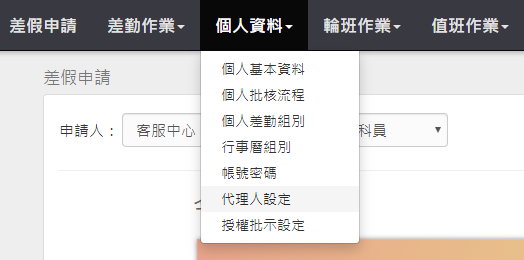 差假申請 差勤作業 個人資料 輪班作業 值班作業
差假申請
個人基本資料
個人批核流程
個人差勤組別
行事曆組別
帳號密碼
代理人設定
授權批示設定
申請人： 客服中心 科員